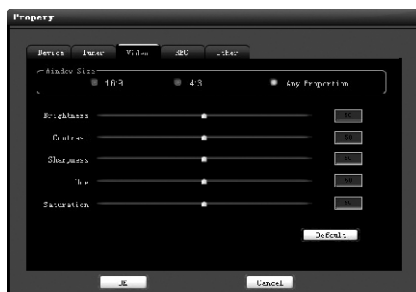 Propery
Device Tuner Video REC Other
Window Size
16:9 4:3 Any Proportion
Brightness
Contrast
Sharpness
Hue
Saturation
Default
OK Cancel